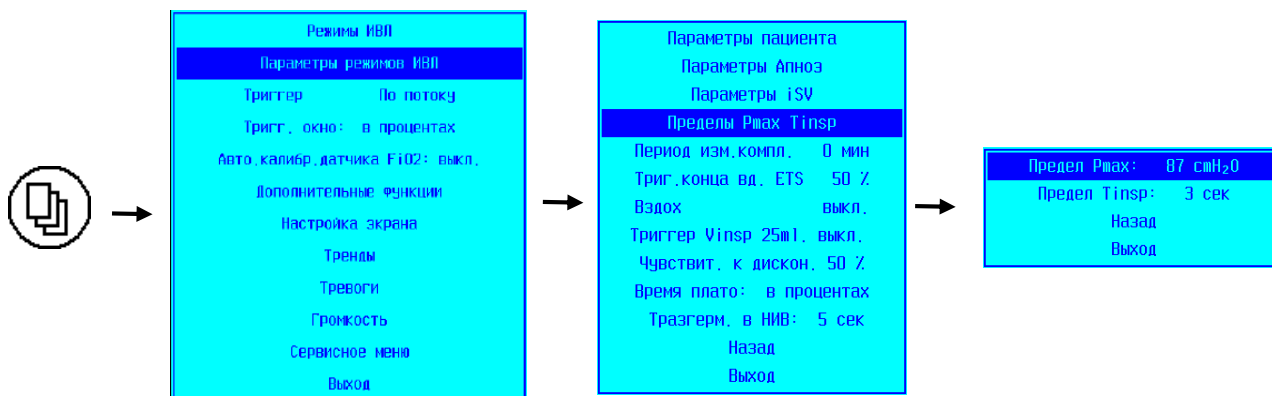 Режимы ИВЛ
Параметры режимов ИВЛ
Триггер По потоку
Тригг. окно: в процентах
Авто.калибр.датчика FiO2: выкл.
Дополнительные функции
Настройка экрана
Тренды
Тревоги
Громкость
Сервисное меню
Выход
Параметры пациента
Параметры Апноэ
Параметры iSV
Пределы Pmax Tinsp
Период изм.компл. 0 мин
Триг.конца вд. ETS 50 %
Вздох выкл.
Триггер Vinsp 25ml. выкл.
Чувствит. к дискон. 50 %
Время плато: в процентах
Тразгерм. в НИВ: 5 сек
Назад
Выход
Предел Pmax: 87 cmH₂O
Предел Tinsp: 3 сек
Назад
Выход